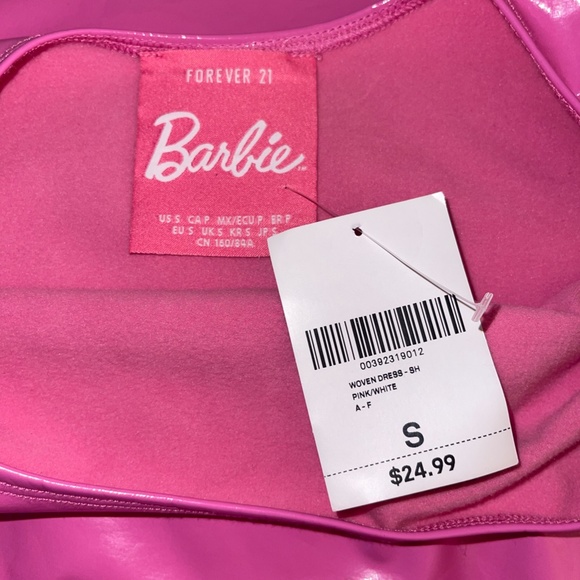 FOREVER 21
Barbie™
US S CA P MX/ECU P BR P
EU S UK S KR S JP S
CN 160/84A
00392319012
WOVEN DRESS - SH
PINK/WHITE
A - F
S
$24.99